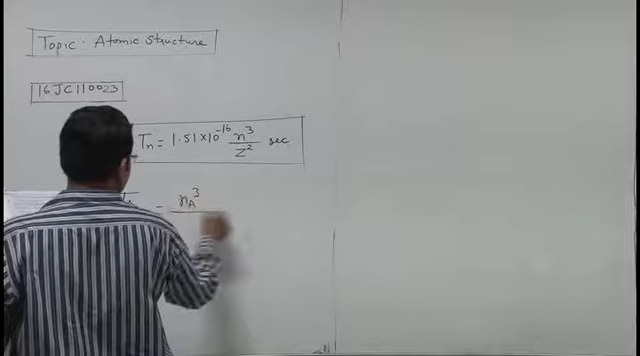 Topic · Atomic Structure
16JC110023
Tn = 1.51 × 10^-16 n^3/Z^2 sec
= nA^3